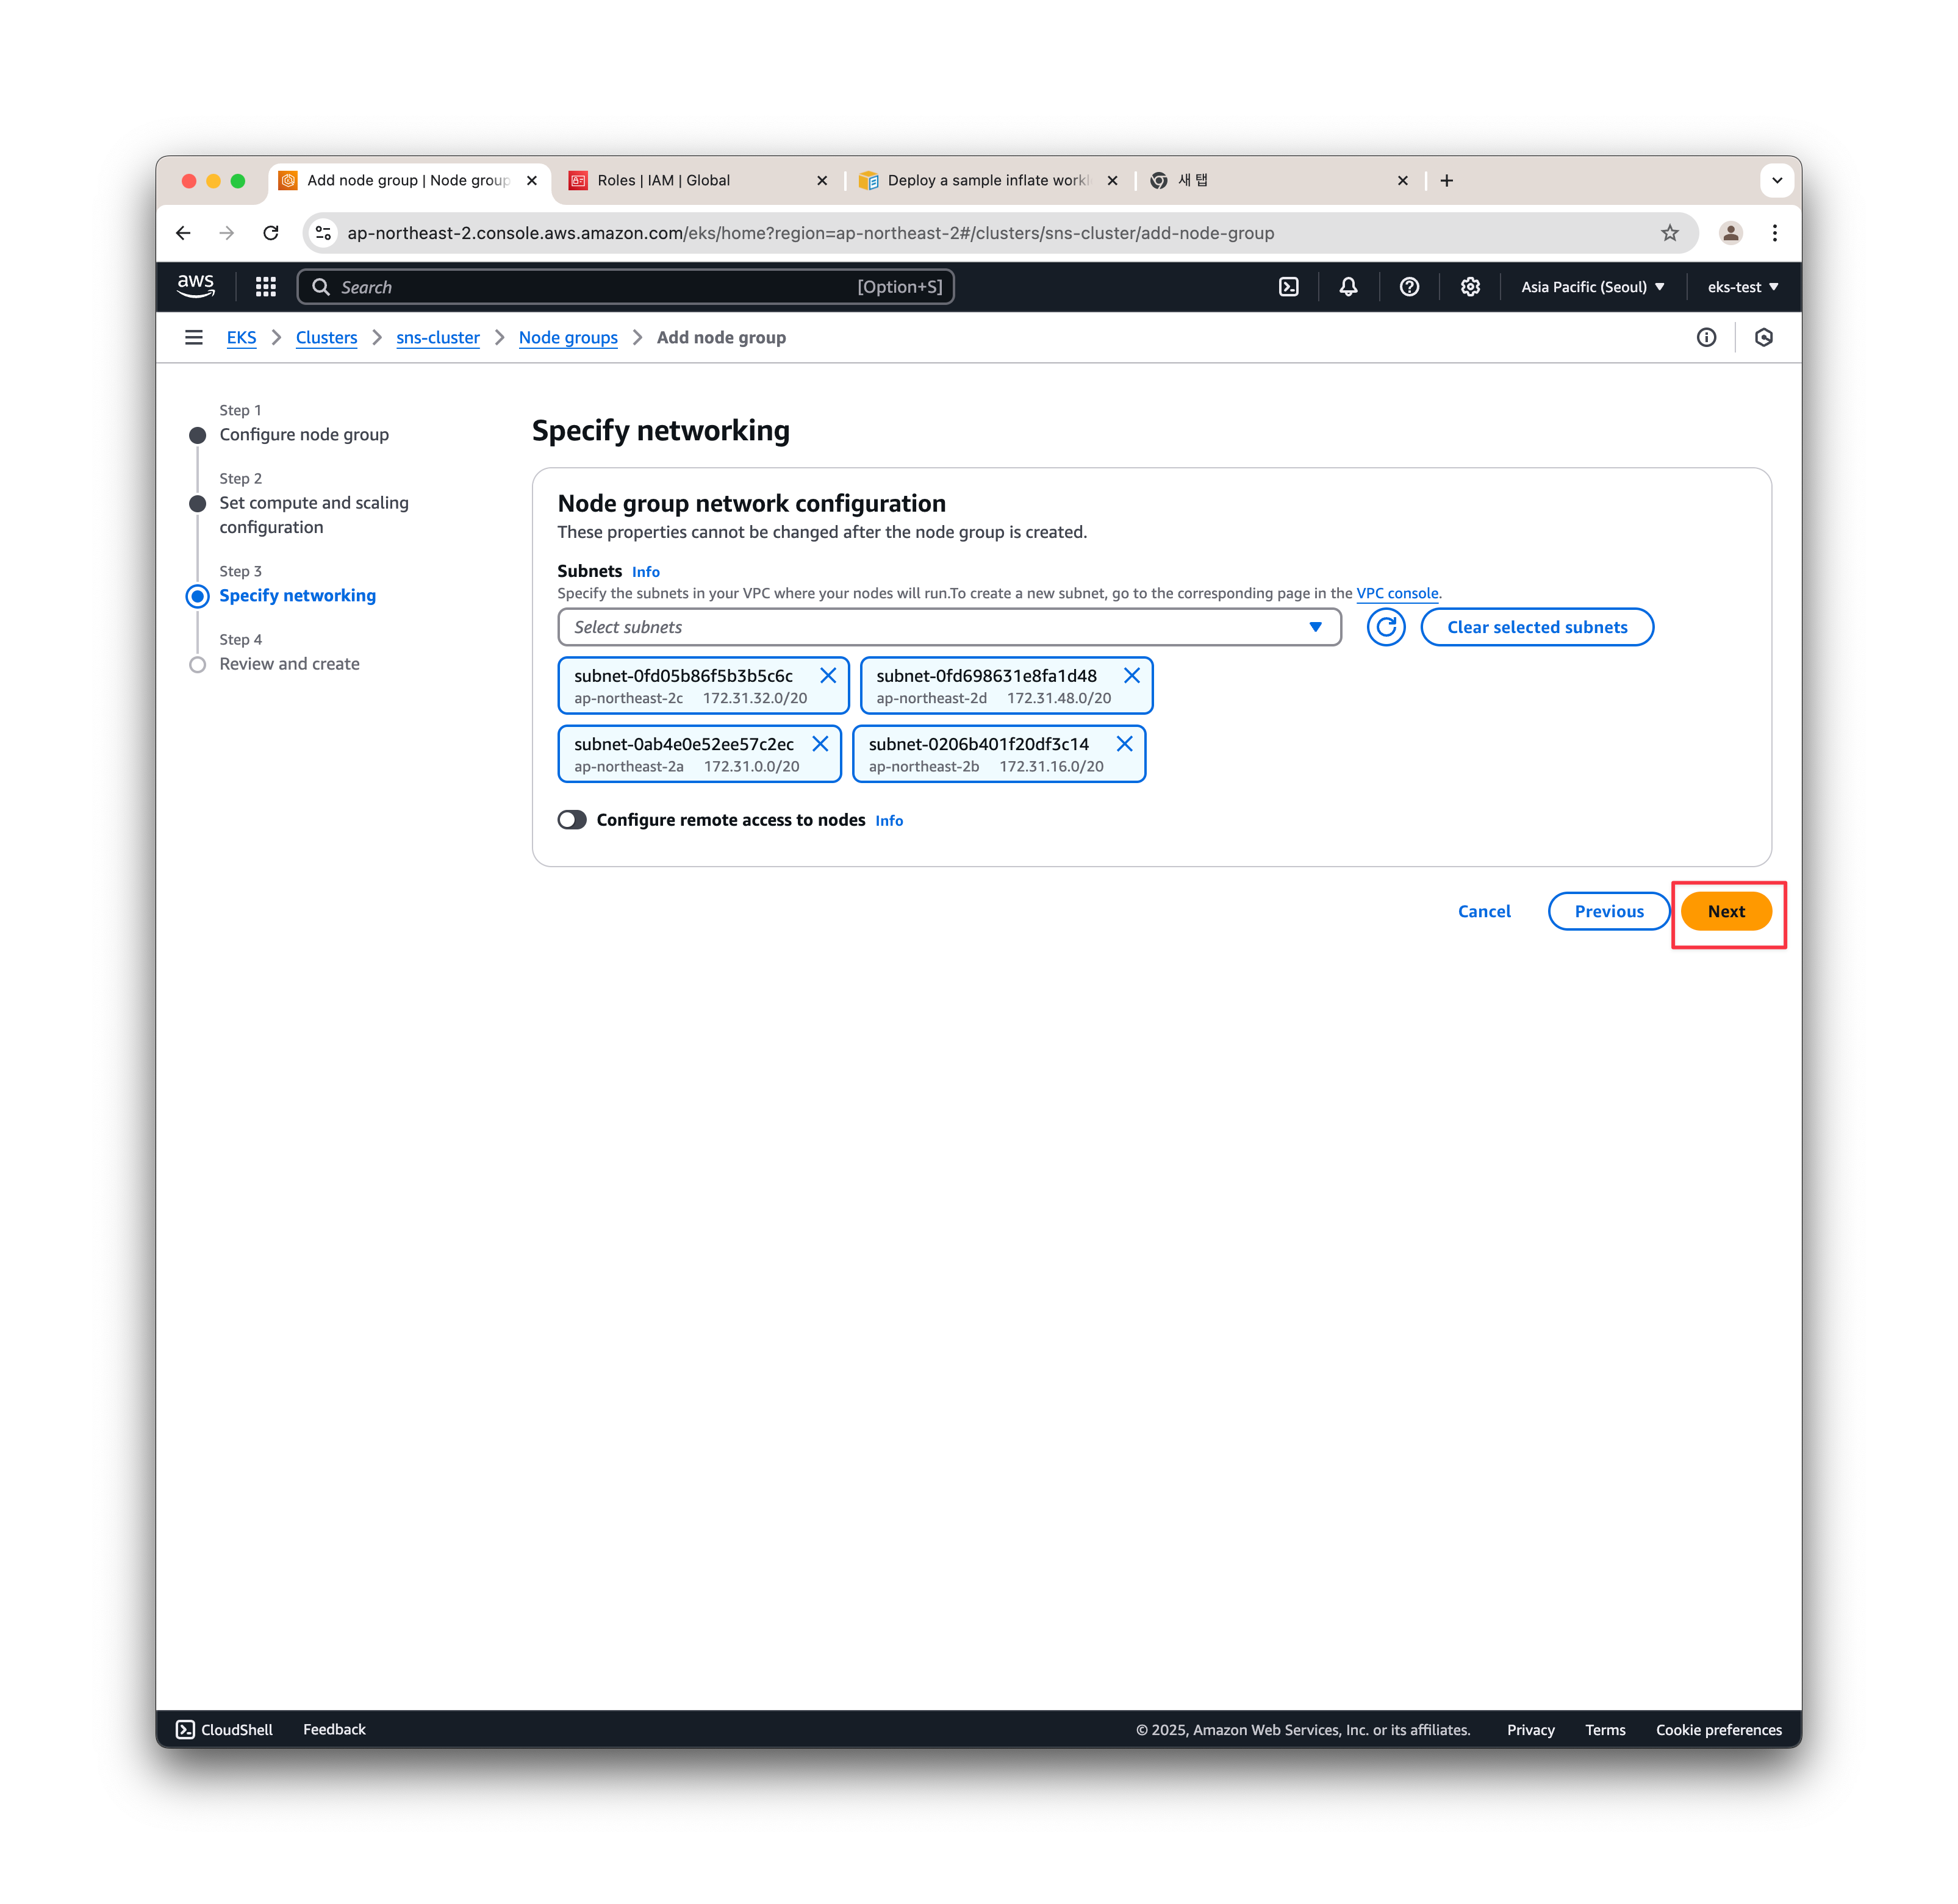 Add node group | Node group
Roles | IAM | Global
Deploy a sample inflate workl
새 탭
ap-northeast-2.console.aws.amazon.com/eks/home?region=ap-northeast-2#/clusters/sns-cluster/add-node-group
aws
Search
[Option+S]
Asia Pacific (Seoul)
eks-test
EKS
Clusters
sns-cluster
Node groups
Add node group
Step 1
Configure node group
Step 2
Set compute and scaling
configuration
Step 3
Specify networking
Step 4
Review and create
Specify networking
Node group network configuration
These properties cannot be changed after the node group is created.
Subnets Info
Specify the subnets in your VPC where your nodes will run.To create a new subnet, go to the corresponding page in the VPC console.
Select subnets
Clear selected subnets
subnet-0fd05b86f5b3b5c6c
ap-northeast-2c 172.31.32.0/20
subnet-0fd698631e8fa1d48
ap-northeast-2d 172.31.48.0/20
subnet-0ab4e0e52ee57c2ec
ap-northeast-2a 172.31.0.0/20
subnet-0206b401f20df3c14
ap-northeast-2b 172.31.16.0/20
Configure remote access to nodes Info
Cancel
Previous
Next
CloudShell
Feedback
© 2025, Amazon Web Services, Inc. or its affiliates.
Privacy
Terms
Cookie preferences